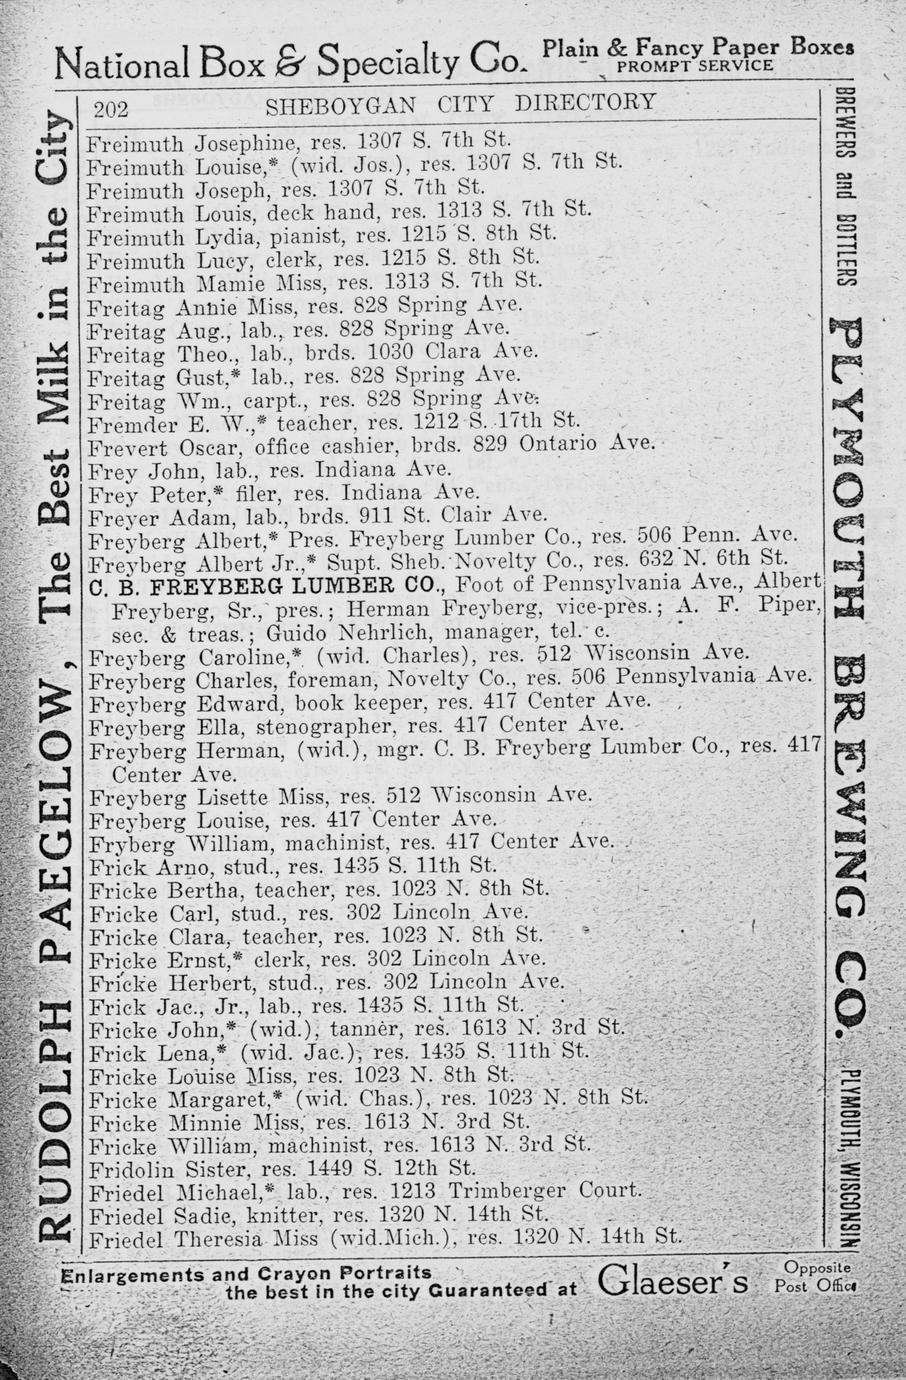 National Box & Specialty Co. Plain & Fancy Paper Boxes
PROMPT SERVICE
202 SHEBOYGAN CITY DIRECTORY
Freimuth Josephine, res. 1307 S. 7th St.
Freimuth Louise,* (wid. Jos.), res. 1307 S. 7th St.
Freimuth Joseph, res. 1307 S. 7th St.
Freimuth Louis, deck hand, res. 1313 S. 7th St.
Freimuth Lydia, pianist, res. 1215 S. 8th St.
Freimuth Lucy, clerk, res. 1215 S. 8th St.
Freimuth Mamie Miss, res. 1313 S. 7th St.
Freitag Annie Miss, res. 828 Spring Ave.
Freitag Aug., lab., res. 828 Spring Ave.
Freitag Theo., lab., brds. 1030 Clara Ave.
Freitag Gust,* lab., res. 828 Spring Ave.
Freitag Wm., carpt., res. 828 Spring Ave.
Fremder E. W.,* teacher, res. 1212 S. 17th St.
Frevert Oscar, office cashier, brds. 829 Ontario Ave.
Frey John, lab., res. Indiana Ave.
Frey Peter,* filer, res. Indiana Ave.
Freyer Adam, lab., brds. 911 St. Clair Ave.
Freyberg Albert,* Pres. Freyberg Lumber Co., res. 506 Penn. Ave.
Freyberg Albert Jr.,* Supt. Sheb. Novelty Co., res. 632 N. 6th St.
C. B. FREYBERG LUMBER CO., Foot of Pennsylvania Ave., Albert
Freyberg, Sr., pres.; Herman Freyberg, vice-pres.; A. F. Piper,
sec. & treas.; Guido Nehrlich, manager, tel. c.
Freyberg Caroline,* (wid. Charles), res. 512 Wisconsin Ave.
Freyberg Charles, foreman, Novelty Co., res. 506 Pennsylvania Ave.
Freyberg Edward, book keeper, res. 417 Center Ave.
Freyberg Ella, stenographer, res. 417 Center Ave.
Freyberg Herman, (wid.), mgr. C. B. Freyberg Lumber Co., res. 417
Center Ave.
Freyberg Lisette Miss, res. 512 Wisconsin Ave.
Freyberg Louise, res. 417 Center Ave.
Fryberg William, machinist, res. 417 Center Ave.
Frick Arno, stud., res. 1435 S. 11th St.
Fricke Bertha, teacher, res. 1023 N. 8th St.
Fricke Carl, stud., res. 302 Lincoln Ave.
Fricke Clara, teacher, res. 1023 N. 8th St.
Fricke Ernst,* clerk, res. 302 Lincoln Ave.
Fricke Herbert, stud., res. 302 Lincoln Ave.
Frick Jac., Jr., lab., res. 1435 S. 11th St.
Fricke John,* (wid.), tanner, res. 1613 N. 3rd St.
Frick Lena,* (wid. Jac.), res. 1435 S. 11th St.
Fricke Louise Miss, res. 1023 N. 8th St.
Fricke Margaret,* (wid. Chas.), res. 1023 N. 8th St.
Fricke Minnie Miss, res. 1613 N. 3rd St.
Fricke William, machinist, res. 1613 N. 3rd St.
Fridolin Sister, res. 1449 S. 12th St.
Friedel Michael,* lab., res. 1213 Trimberger Court.
Friedel Sadie, knitter, res. 1320 N. 14th St.
Friedel Theresia Miss (wid.Mich.), res. 1320 N. 14th St.
RUDOLPH PAEGELOW, The Best Milk in the City
BREWERS and BOTTLERS PLYMOUTH BREWING CO. PLYMOUTH, WISCONSIN
Enlargements and Crayon Portraits
the best in the city Guaranteed at Glaeser's Opposite
Post Office